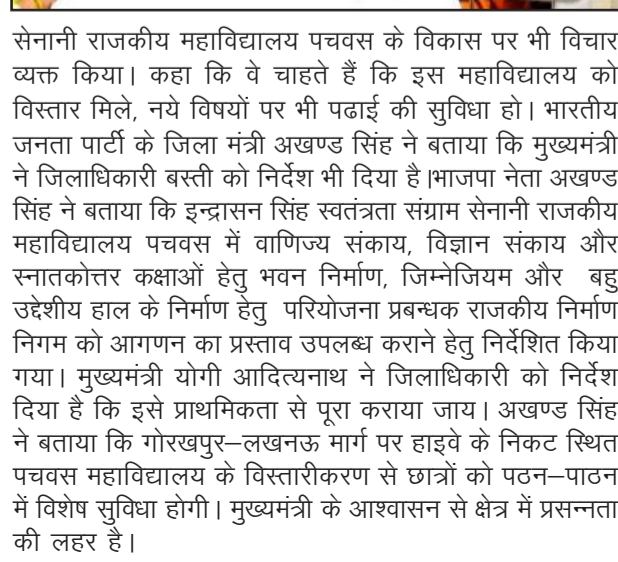 सेनानी राजकीय महाविद्यालय पचवस के विकास पर भी विचार
व्यक्त किया। कहा कि वे चाहते हैं कि इस महाविद्यालय को
विस्तार मिले, नये विषयों पर भी पढाई की सुविधा हो। भारतीय
जनता पार्टी के जिला मंत्री अखण्ड सिंह ने बताया कि मुख्यमंत्री
ने जिलाधिकारी बस्ती को निर्देश भी दिया है।भाजपा नेता अखण्ड
सिंह ने बताया कि इन्द्रासन सिंह स्वतंत्रता संग्राम सेनानी राजकीय
महाविद्यालय पचवस में वाणिज्य संकाय, विज्ञान संकाय और
स्नातकोत्तर कक्षाओं हेतु भवन निर्माण, जिम्नेजियम और बहु
उद्देशीय हाल के निर्माण हेतु परियोजना प्रबन्धक राजकीय निर्माण
निगम को आगणन का प्रस्ताव उपलब्ध कराने हेतु निर्देशित किया
गया। मुख्यमंत्री योगी आदित्यनाथ ने जिलाधिकारी को निर्देश
दिया है कि इसे प्राथमिकता से पूरा कराया जाय। अखण्ड सिंह
ने बताया कि गोरखपुर–लखनऊ मार्ग पर हाइवे के निकट स्थित
पचवस महाविद्यालय के विस्तारीकरण से छात्रों को पठन–पाठन
में विशेष सुविधा होगी। मुख्यमंत्री के आश्वासन से क्षेत्र में प्रसन्नता
की लहर है।